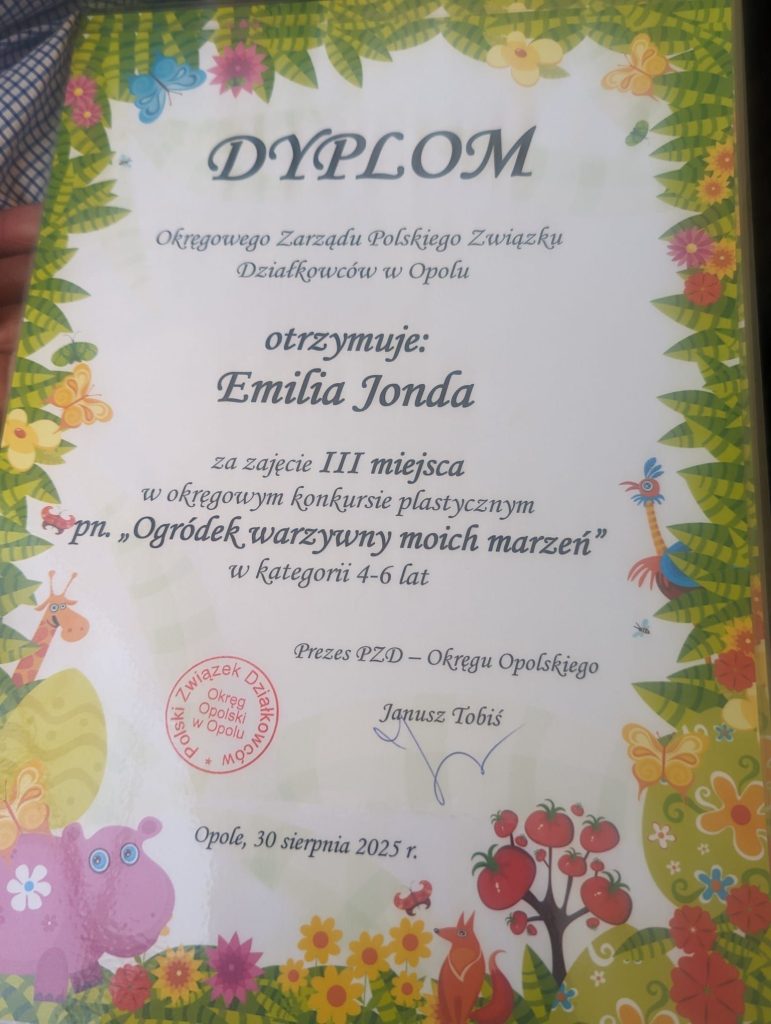 DYPLOM
Okręgowego Zarządu Polskiego Związku
Działkowców w Opolu
otrzymuje:
Emilia Jonda
za zajęcie III miejsca
w okręgowym konkursie plastycznym
pn. „Ogródek warzywny moich marzeń”
w kategorii 4-6 lat
Prezes PZD – Okręgu Opolskiego
Janusz Tobiś
Polski Związek Działkowców *
Okręg
Opolski
w Opolu
Opole, 30 sierpnia 2025 r.